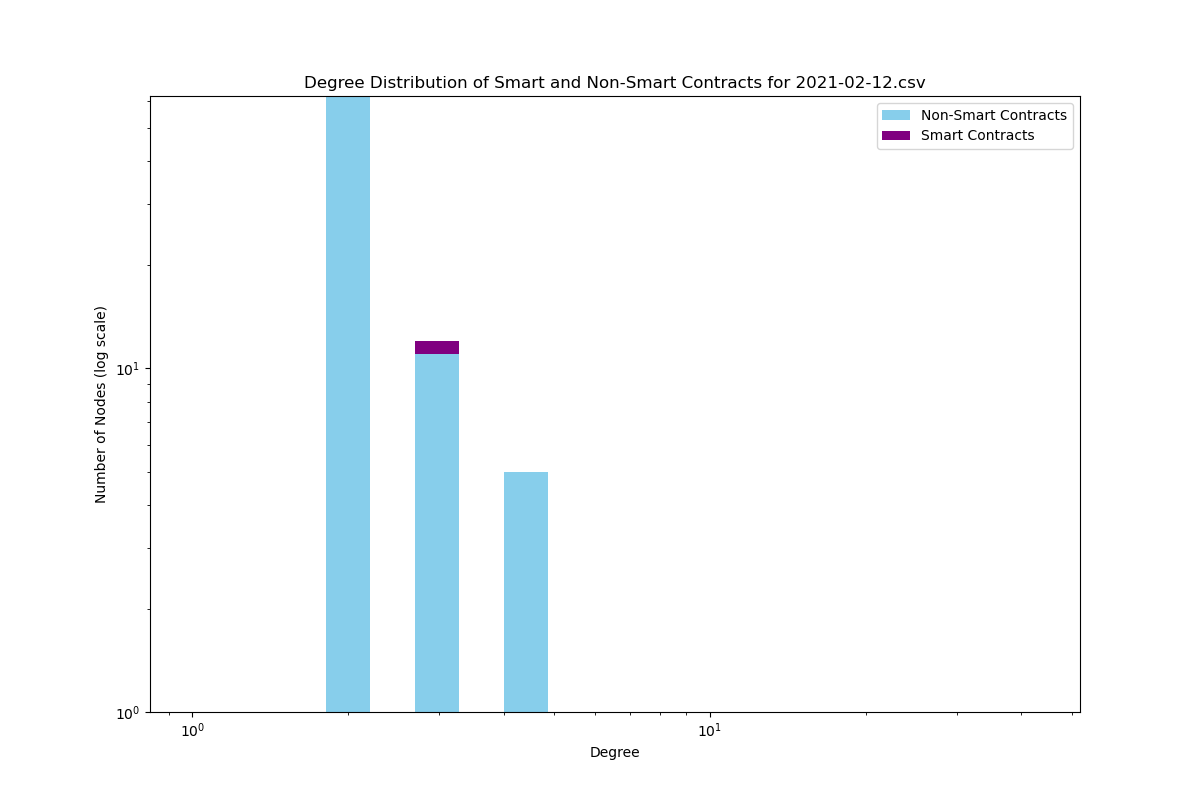 Degree Distribution of Smart and Non-Smart Contracts for 2021-02-12.csv
Non-Smart Contracts
Smart Contracts
Number of Nodes (log scale)
10¹
10⁰
10⁰ 10¹
Degree